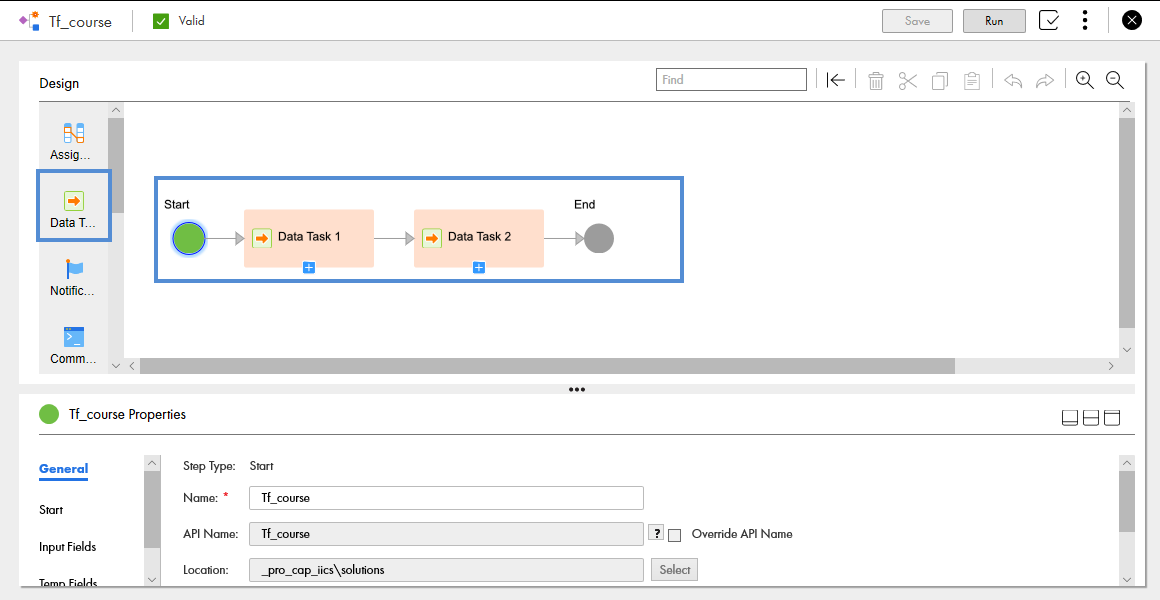 Tf_course
Valid
Save
Run
Design
Find
Assig...
Data T...
Notific...
Comm...
Start
Data Task 1
Data Task 2
End
Tf_course Properties
General
Start
Input Fields
Temp Fields
Step Type: Start
Name: * Tf_course
API Name: Tf_course ? Override API Name
Location: _pro_cap_iics\solutions Select